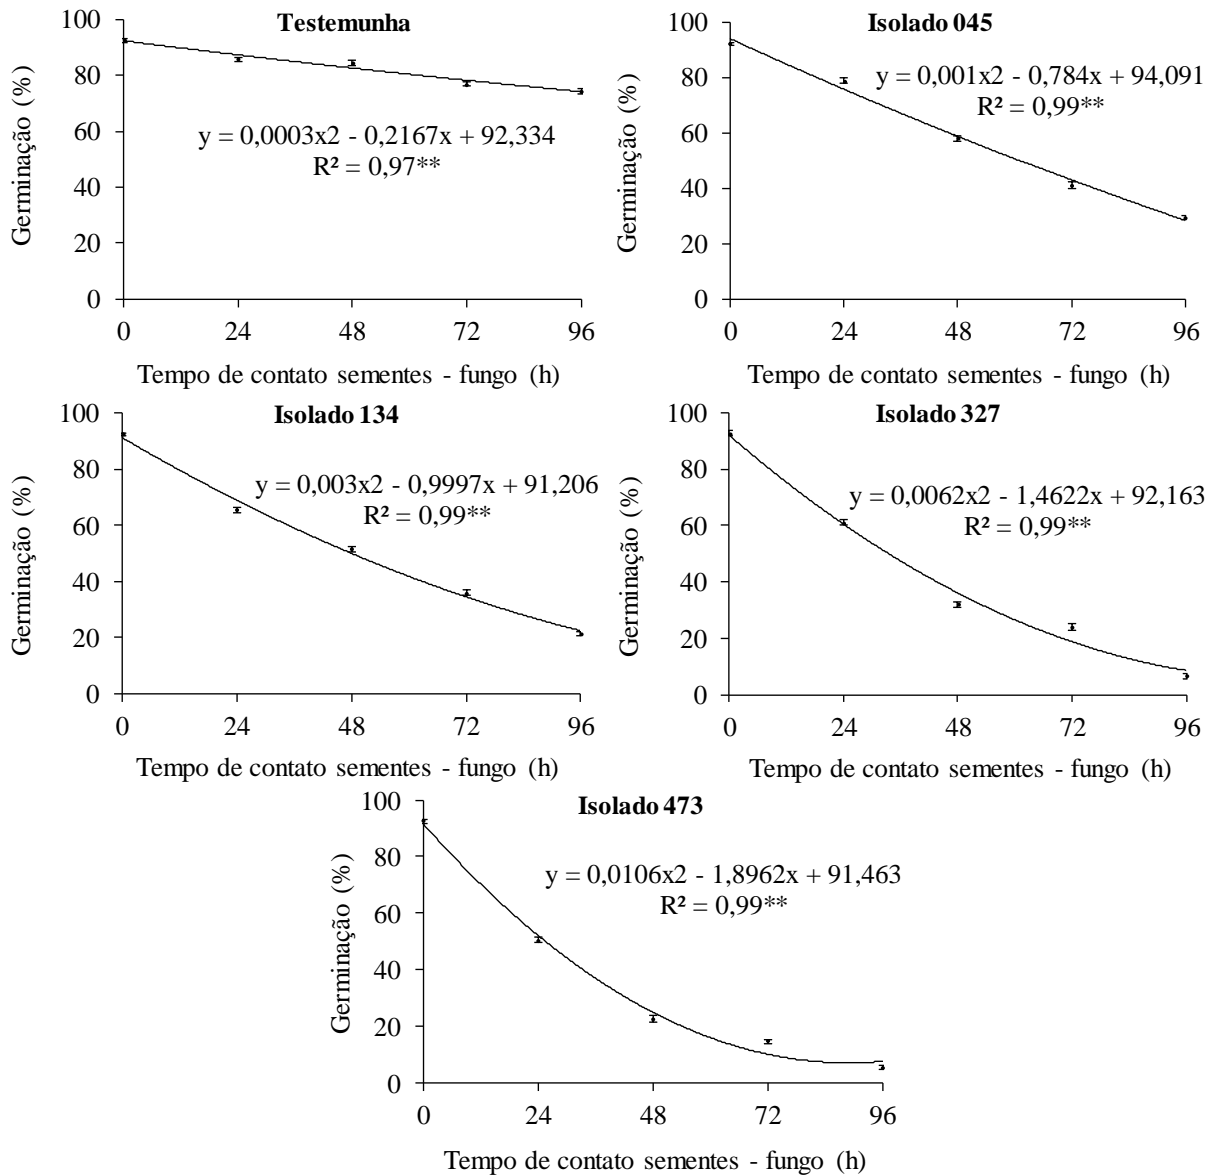 Testemunha
Germinação (%)
100
80
60
40
20
0
y = 0,0003x2 - 0,2167x + 92,334
R² = 0,97**
0 24 48 72 96
Tempo de contato sementes - fungo (h)
Isolado 045
Germinação (%)
100
80
60
40
20
0
y = 0,001x2 - 0,784x + 94,091
R² = 0,99**
0 24 48 72 96
Tempo de contato sementes - fungo (h)
Isolado 134
Germinação (%)
100
80
60
40
20
0
y = 0,003x2 - 0,9997x + 91,206
R² = 0,99**
0 24 48 72 96
Tempo de contato sementes - fungo (h)
Isolado 327
Germinação (%)
100
80
60
40
20
0
y = 0,0062x2 - 1,4622x + 92,163
R² = 0,99**
0 24 48 72 96
Tempo de contato sementes - fungo (h)
Isolado 473
Germinação (%)
100
80
60
40
20
0
y = 0,0106x2 - 1,8962x + 91,463
R² = 0,99**
0 24 48 72 96
Tempo de contato sementes - fungo (h)